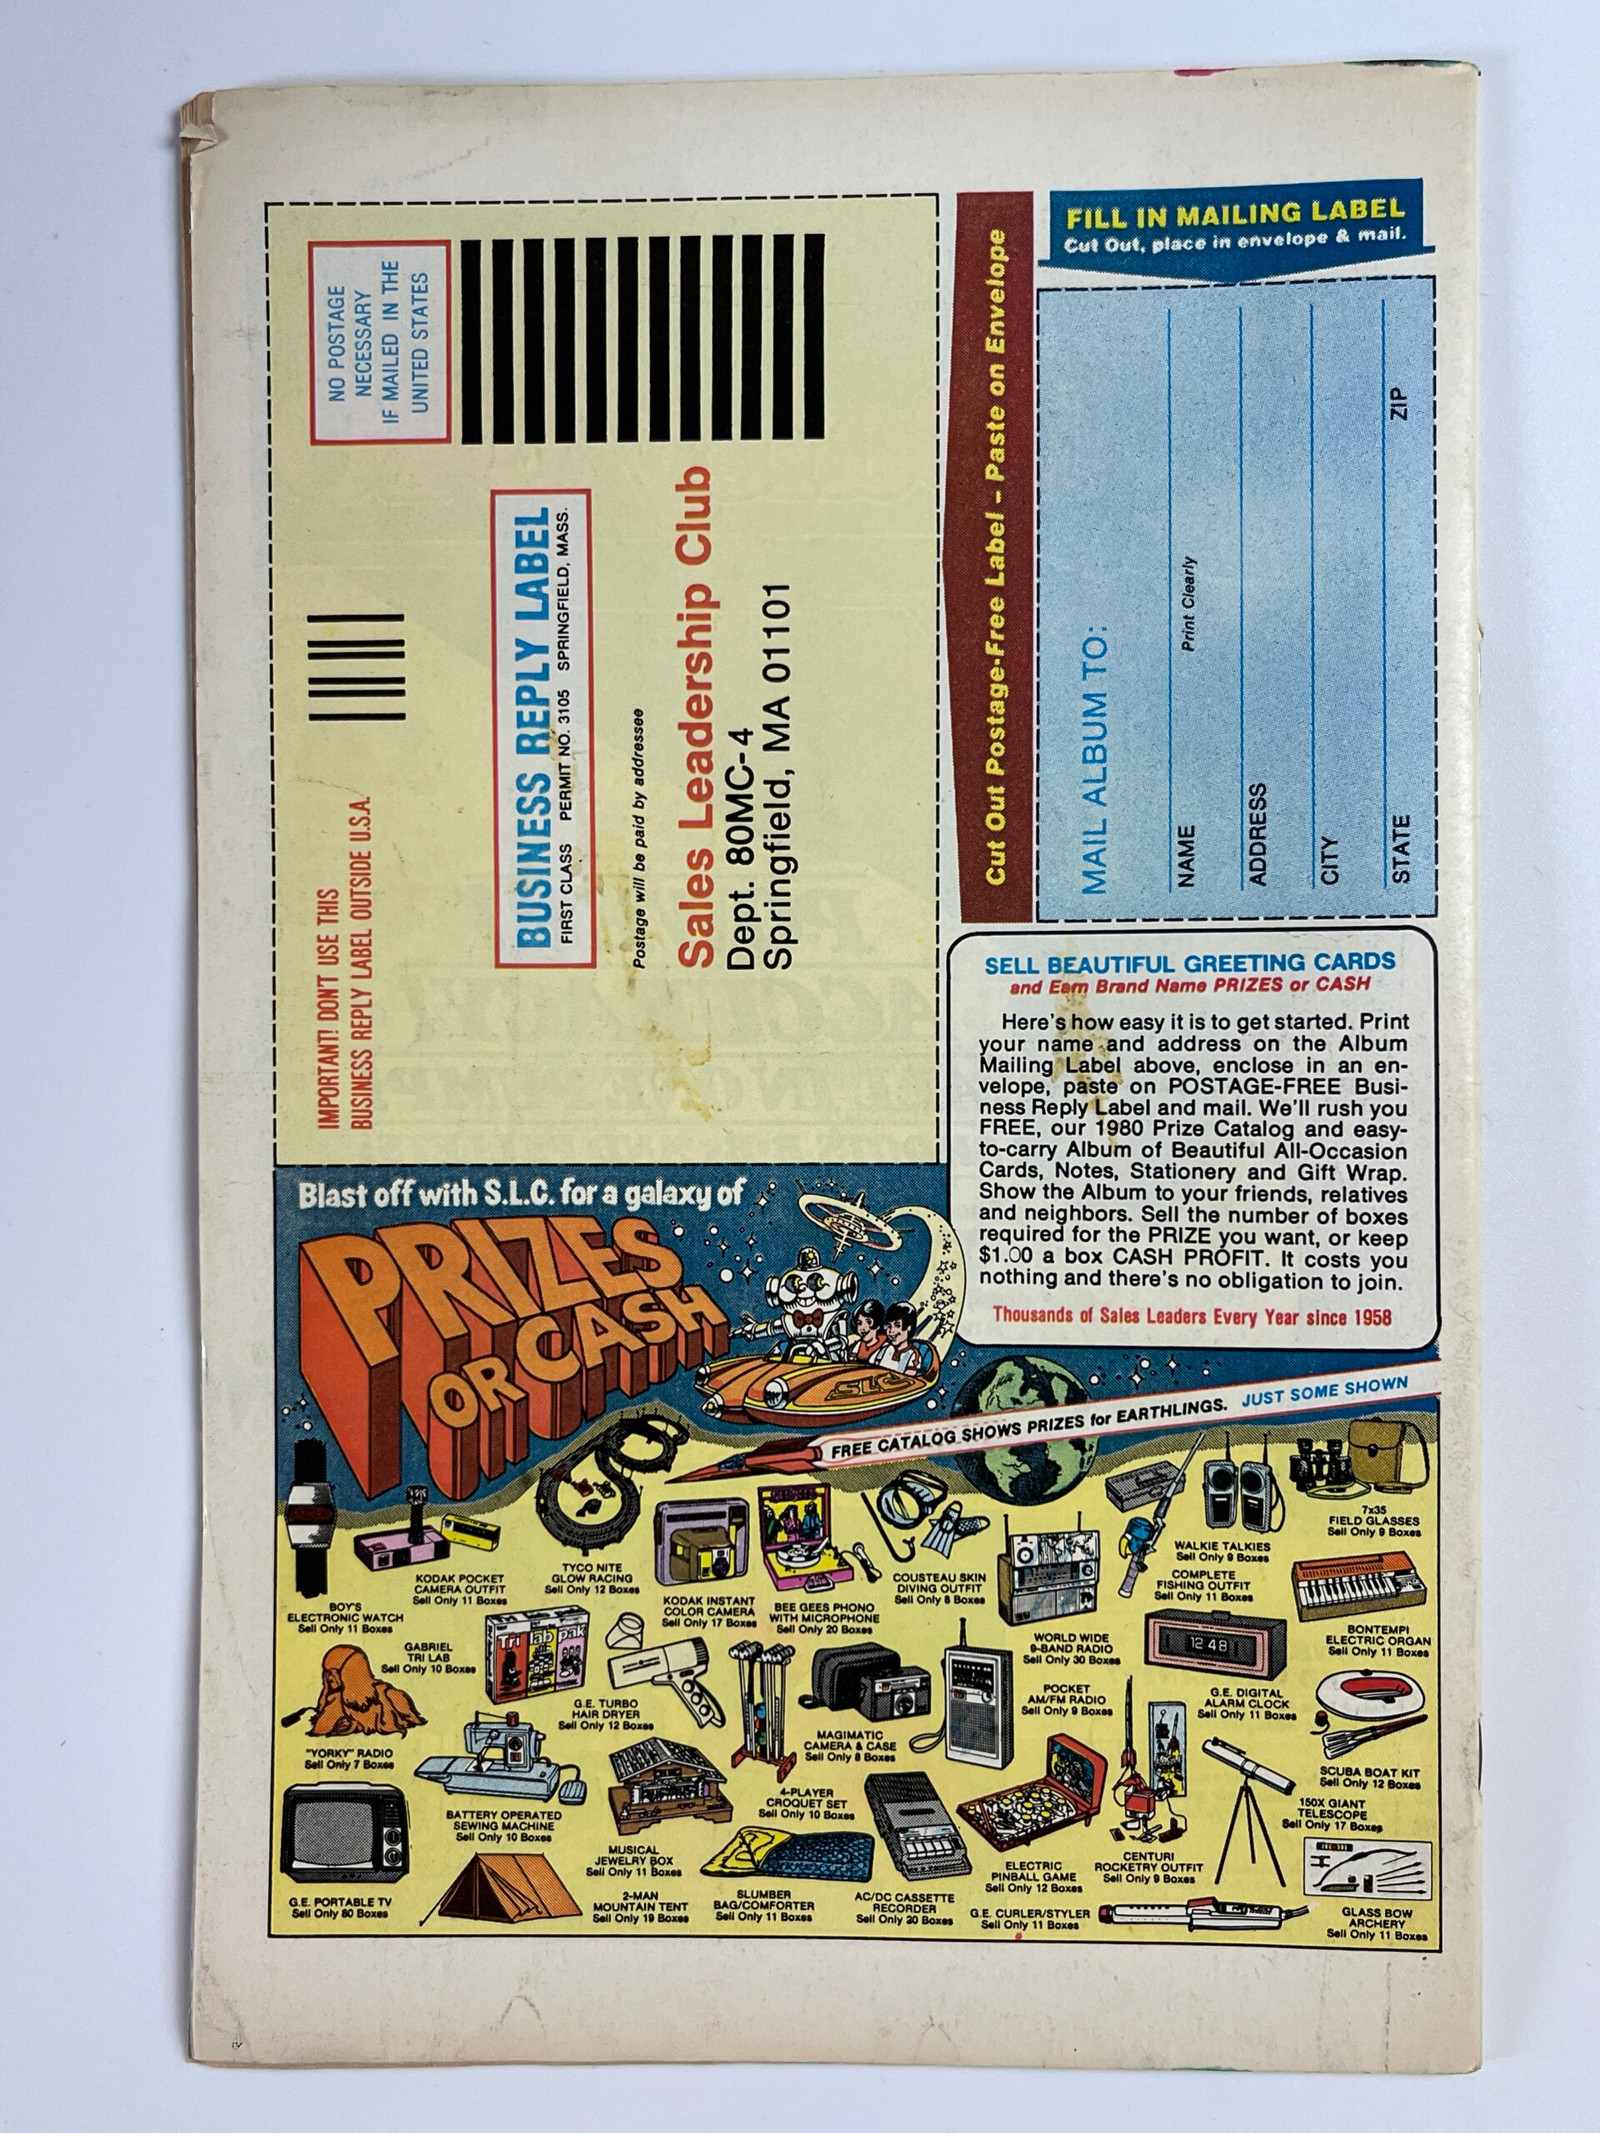 NO POSTAGE
NECESSARY
IF MAILED IN THE
UNITED STATES
IMPORTANT! DON'T USE THIS
BUSINESS REPLY LABEL OUTSIDE U.S.A.
BUSINESS REPLY LABEL
FIRST CLASS PERMIT NO. 3105 SPRINGFIELD, MASS.
Postage will be paid by addressee
Sales Leadership Club
Dept. 80MC-4
Springfield, MA 01101
Cut Out Postage-Free Label - Paste on Envelope
FILL IN MAILING LABEL
Cut Out, place in envelope & mail.
MAIL ALBUM TO:
NAME
Print Clearly
ADDRESS
CITY
STATE ZIP
SELL BEAUTIFUL GREETING CARDS
and Earn Brand Name PRIZES or CASH
Here's how easy it is to get started. Print
your name and address on the Album
Mailing Label above, enclose in an en-
velope, paste on POSTAGE-FREE Busi-
ness Reply Label and mail. We'll rush you
FREE, our 1980 Prize Catalog and easy-
to-carry Album of Beautiful All-Occasion
Cards, Notes, Stationery and Gift Wrap.
Show the Album to your friends, relatives
and neighbors. Sell the number of boxes
required for the PRIZE you want, or keep
$1.00 a box CASH PROFIT. It costs you
nothing and there's no obligation to join.
Thousands of Sales Leaders Every Year since 1958
Blast off with S.L.C. for a galaxy of
PRIZES
OR CASH
SLC
FREE CATALOG SHOWS PRIZES for EARTHLINGS. JUST SOME SHOWN
BOY'S
ELECTRONIC WATCH
Sell Only 11 Boxes
KODAK POCKET
CAMERA OUTFIT
Sell Only 11 Boxes
TYCO NITE
GLOW RACING
Sell Only 12 Boxes
KODAK INSTANT
COLOR CAMERA
Sell Only 17 Boxes
BEE GEES PHONO
WITH MICROPHONE
Sell Only 20 Boxes
COUSTEAU SKIN
DIVING OUTFIT
Sell Only 8 Boxes
WORLD WIDE
9-BAND RADIO
Sell Only 30 Boxes
COMPLETE
FISHING OUTFIT
Sell Only 11 Boxes
WALKIE TALKIES
Sell Only 9 Boxes
7x35
FIELD GLASSES
Sell Only 9 Boxes
BONTEMPI
ELECTRIC ORGAN
Sell Only 11 Boxes
GABRIEL
TRI LAB
Sell Only 10 Boxes
Tri lab pak
"YORKY" RADIO
Sell Only 7 Boxes
G.E. TURBO
HAIR DRYER
Sell Only 12 Boxes
4-PLAYER
CROQUET SET
Sell Only 10 Boxes
MAGIMATIC
CAMERA & CASE
Sell Only 8 Boxes
POCKET
AM/FM RADIO
Sell Only 9 Boxes
12 48
G.E. DIGITAL
ALARM CLOCK
Sell Only 11 Boxes
SCUBA BOAT KIT
Sell Only 12 Boxes
BATTERY OPERATED
SEWING MACHINE
Sell Only 10 Boxes
MUSICAL
JEWELRY BOX
Sell Only 11 Boxes
150X GIANT
TELESCOPE
Sell Only 17 Boxes
G.E. PORTABLE TV
Sell Only 80 Boxes
2-MAN
MOUNTAIN TENT
Sell Only 19 Boxes
SLUMBER
BAG/COMFORTER
Sell Only 11 Boxes
AC/DC CASSETTE
RECORDER
Sell Only 20 Boxes
ELECTRIC
PINBALL GAME
Sell Only 12 Boxes
CENTURI
ROCKETRY OUTFIT
Sell Only 9 Boxes
G.E. CURLER/STYLER
Sell Only 11 Boxes
GLASS BOW
ARCHERY
Sell Only 11 Boxes